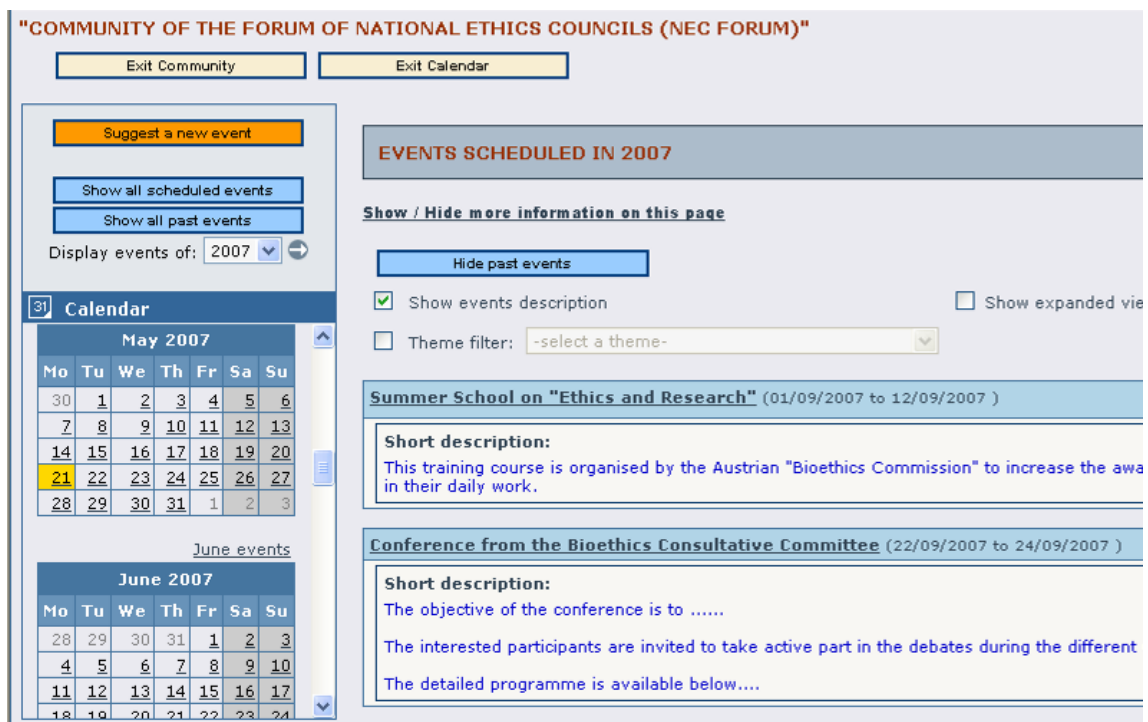 "COMMUNITY OF THE FORUM OF NATIONAL ETHICS COUNCILS (NEC FORUM)"
Exit Community
Exit Calendar
Suggest a new event
Show all scheduled events
Show all past events
Display events of: 2007
31 Calendar
May 2007
Mo Tu We Th Fr Sa Su
30 1 2 3 4 5 6
7 8 9 10 11 12 13
14 15 16 17 18 19 20
21 22 23 24 25 26 27
28 29 30 31 1 2 3
June events
June 2007
Mo Tu We Th Fr Sa Su
28 29 30 31 1 2 3
4 5 6 7 8 9 10
11 12 13 14 15 16 17
18 19 20 21 22 23 24
EVENTS SCHEDULED IN 2007
Show / Hide more information on this page
Hide past events
Show events description
Show expanded vie
Theme filter: -select a theme-
Summer School on "Ethics and Research" (01/09/2007 to 12/09/2007 )
Short description:
This training course is organised by the Austrian "Bioethics Commission" to increase the awa
in their daily work.
Conference from the Bioethics Consultative Committee (22/09/2007 to 24/09/2007 )
Short description:
The objective of the conference is to ......
The interested participants are invited to take active part in the debates during the different
The detailed programme is available below....